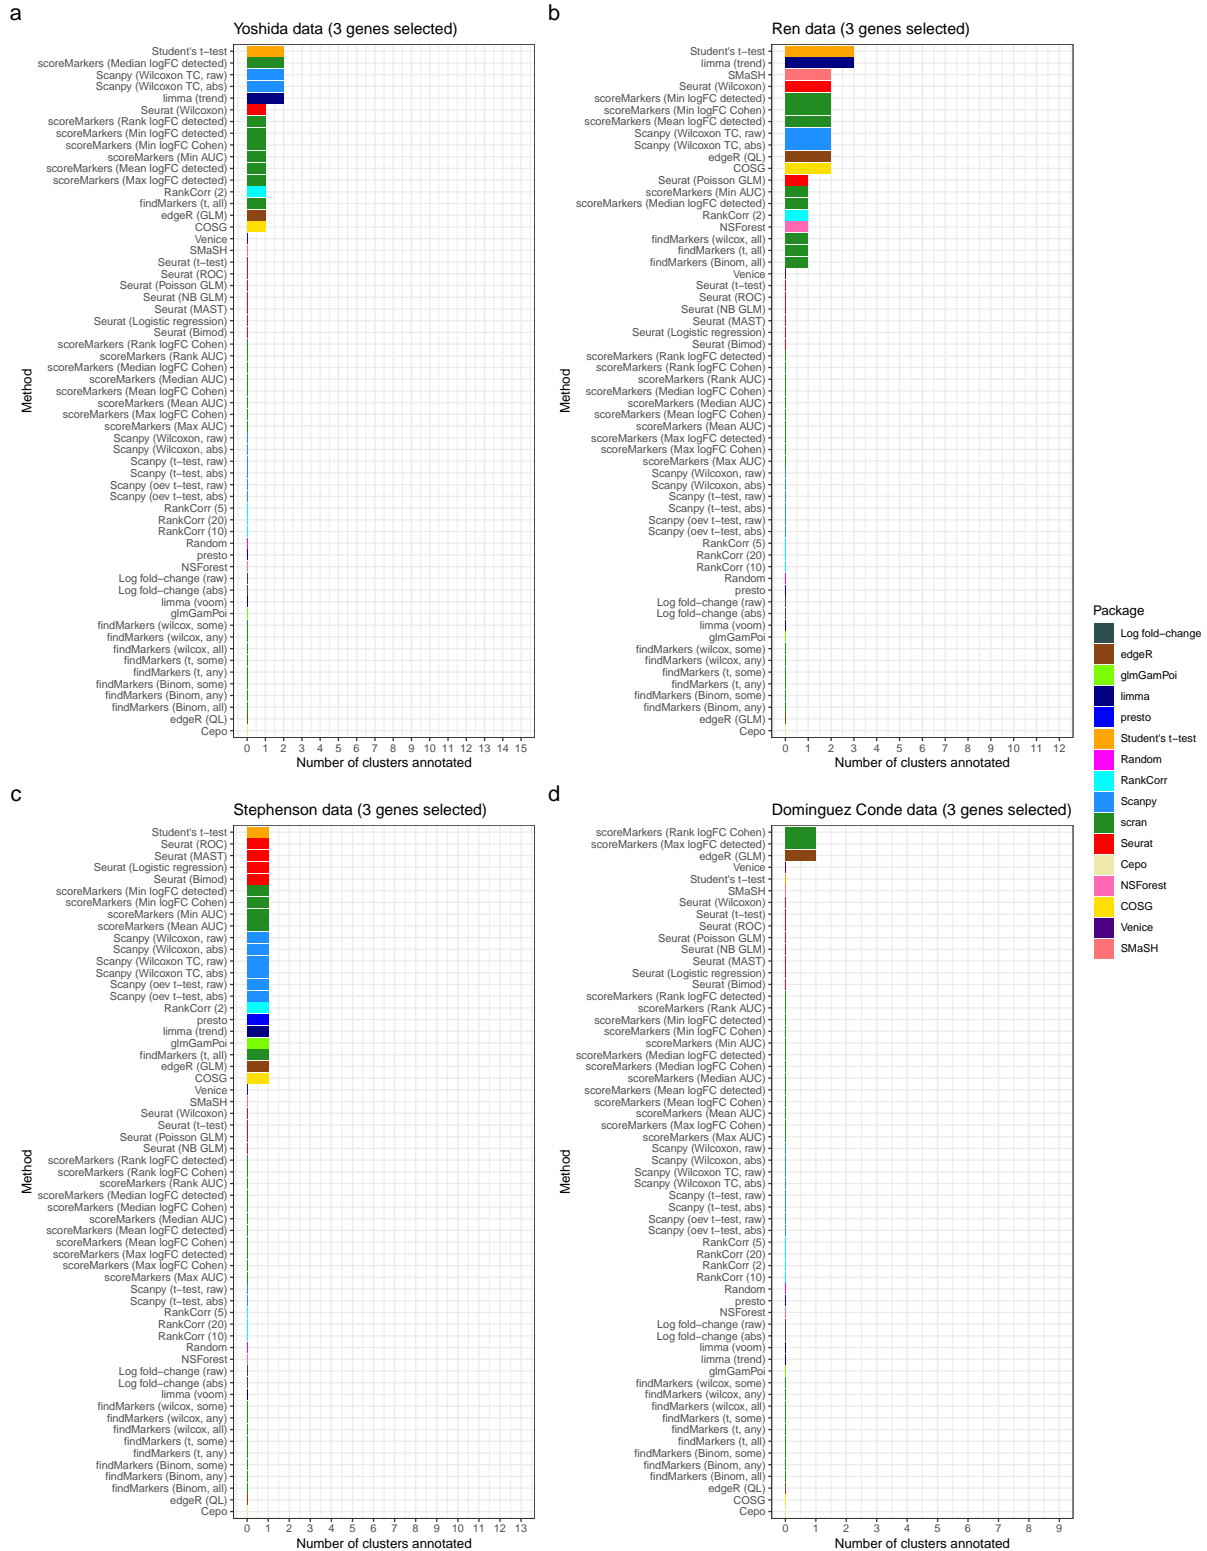 a
Yoshida data (3 genes selected)
Student's t−test
scoreMarkers (Median logFC detected)
Scanpy (Wilcoxon TC, raw)
Scanpy (Wilcoxon TC, abs)
limma (trend)
Seurat (Wilcoxon)
scoreMarkers (Rank logFC detected)
scoreMarkers (Min logFC detected)
scoreMarkers (Min logFC Cohen)
scoreMarkers (Min AUC)
scoreMarkers (Mean logFC detected)
scoreMarkers (Max logFC detected)
RankCorr (2)
findMarkers (t, all)
edgeR (GLM)
COSG
Venice
SMaSH
Seurat (t−test)
Seurat (ROC)
Seurat (Poisson GLM)
Seurat (NB GLM)
Seurat (MAST)
Seurat (Logistic regression)
Seurat (Bimod)
scoreMarkers (Rank logFC Cohen)
scoreMarkers (Rank AUC)
scoreMarkers (Median logFC Cohen)
scoreMarkers (Median AUC)
scoreMarkers (Mean logFC Cohen)
scoreMarkers (Mean AUC)
scoreMarkers (Max logFC Cohen)
scoreMarkers (Max AUC)
Scanpy (Wilcoxon, raw)
Scanpy (Wilcoxon, abs)
Scanpy (t−test, raw)
Scanpy (t−test, abs)
Scanpy (oev t−test, raw)
Scanpy (oev t−test, abs)
RankCorr (5)
RankCorr (20)
RankCorr (10)
Random
presto
NSForest
Log fold−change (raw)
Log fold−change (abs)
limma (voom)
glmGamPoi
findMarkers (wilcox, some)
findMarkers (wilcox, any)
findMarkers (wilcox, all)
findMarkers (t, some)
findMarkers (t, any)
findMarkers (Binom, some)
findMarkers (Binom, any)
findMarkers (Binom, all)
edgeR (QL)
Cepo
Method
0 1 2 3 4 5 6 7 8 9 10 11 12 13 14 15
Number of clusters annotated
b
Ren data (3 genes selected)
Student's t−test
limma (trend)
SMaSH
Seurat (Wilcoxon)
scoreMarkers (Min logFC detected)
scoreMarkers (Min logFC Cohen)
scoreMarkers (Mean logFC detected)
Scanpy (Wilcoxon TC, raw)
Scanpy (Wilcoxon TC, abs)
edgeR (QL)
COSG
Seurat (Poisson GLM)
scoreMarkers (Min AUC)
scoreMarkers (Median logFC detected)
RankCorr (2)
NSForest
findMarkers (wilcox, all)
findMarkers (t, all)
findMarkers (Binom, all)
Venice
Seurat (t−test)
Seurat (ROC)
Seurat (NB GLM)
Seurat (MAST)
Seurat (Logistic regression)
Seurat (Bimod)
scoreMarkers (Rank logFC detected)
scoreMarkers (Rank logFC Cohen)
scoreMarkers (Rank AUC)
scoreMarkers (Median logFC Cohen)
scoreMarkers (Median AUC)
scoreMarkers (Mean logFC Cohen)
scoreMarkers (Mean AUC)
scoreMarkers (Max logFC detected)
scoreMarkers (Max logFC Cohen)
scoreMarkers (Max AUC)
Scanpy (Wilcoxon, raw)
Scanpy (Wilcoxon, abs)
Scanpy (t−test, raw)
Scanpy (t−test, abs)
Scanpy (oev t−test, raw)
Scanpy (oev t−test, abs)
RankCorr (5)
RankCorr (20)
RankCorr (10)
Random
presto
Log fold−change (raw)
Log fold−change (abs)
limma (voom)
glmGamPoi
findMarkers (wilcox, some)
findMarkers (wilcox, any)
findMarkers (t, some)
findMarkers (t, any)
findMarkers (Binom, some)
findMarkers (Binom, any)
edgeR (GLM)
Cepo
Method
0 1 2 3 4 5 6 7 8 9 10 11 12
Number of clusters annotated
c
Stephenson data (3 genes selected)
Student's t−test
Seurat (ROC)
Seurat (MAST)
Seurat (Logistic regression)
Seurat (Bimod)
scoreMarkers (Min logFC detected)
scoreMarkers (Min logFC Cohen)
scoreMarkers (Min AUC)
scoreMarkers (Mean AUC)
Scanpy (Wilcoxon, raw)
Scanpy (Wilcoxon, abs)
Scanpy (Wilcoxon TC, raw)
Scanpy (Wilcoxon TC, abs)
Scanpy (oev t−test, raw)
Scanpy (oev t−test, abs)
RankCorr (2)
presto
limma (trend)
glmGamPoi
findMarkers (t, all)
edgeR (GLM)
COSG
Venice
SMaSH
Seurat (Wilcoxon)
Seurat (t−test)
Seurat (Poisson GLM)
Seurat (NB GLM)
scoreMarkers (Rank logFC detected)
scoreMarkers (Rank logFC Cohen)
scoreMarkers (Rank AUC)
scoreMarkers (Median logFC detected)
scoreMarkers (Median logFC Cohen)
scoreMarkers (Median AUC)
scoreMarkers (Mean logFC detected)
scoreMarkers (Mean logFC Cohen)
scoreMarkers (Max logFC detected)
scoreMarkers (Max logFC Cohen)
scoreMarkers (Max AUC)
Scanpy (t−test, raw)
Scanpy (t−test, abs)
RankCorr (5)
RankCorr (20)
RankCorr (10)
Random
NSForest
Log fold−change (raw)
Log fold−change (abs)
limma (voom)
findMarkers (wilcox, some)
findMarkers (wilcox, any)
findMarkers (wilcox, all)
findMarkers (t, some)
findMarkers (t, any)
findMarkers (Binom, some)
findMarkers (Binom, any)
findMarkers (Binom, all)
edgeR (QL)
Cepo
Method
0 1 2 3 4 5 6 7 8 9 10 11 12 13
Number of clusters annotated
d
Dominguez Conde data (3 genes selected)
scoreMarkers (Rank logFC Cohen)
scoreMarkers (Max logFC detected)
edgeR (GLM)
Venice
Student's t−test
SMaSH
Seurat (Wilcoxon)
Seurat (t−test)
Seurat (ROC)
Seurat (Poisson GLM)
Seurat (NB GLM)
Seurat (MAST)
Seurat (Logistic regression)
Seurat (Bimod)
scoreMarkers (Rank logFC detected)
scoreMarkers (Rank AUC)
scoreMarkers (Min logFC detected)
scoreMarkers (Min logFC Cohen)
scoreMarkers (Min AUC)
scoreMarkers (Median logFC detected)
scoreMarkers (Median logFC Cohen)
scoreMarkers (Median AUC)
scoreMarkers (Mean logFC detected)
scoreMarkers (Mean logFC Cohen)
scoreMarkers (Mean AUC)
scoreMarkers (Max logFC Cohen)
scoreMarkers (Max AUC)
Scanpy (Wilcoxon, raw)
Scanpy (Wilcoxon, abs)
Scanpy (Wilcoxon TC, raw)
Scanpy (Wilcoxon TC, abs)
Scanpy (t−test, raw)
Scanpy (t−test, abs)
Scanpy (oev t−test, raw)
Scanpy (oev t−test, abs)
RankCorr (5)
RankCorr (20)
RankCorr (2)
RankCorr (10)
Random
presto
NSForest
Log fold−change (raw)
Log fold−change (abs)
limma (voom)
limma (trend)
glmGamPoi
findMarkers (wilcox, some)
findMarkers (wilcox, any)
findMarkers (wilcox, all)
findMarkers (t, some)
findMarkers (t, any)
findMarkers (t, all)
findMarkers (Binom, some)
findMarkers (Binom, any)
findMarkers (Binom, all)
edgeR (QL)
COSG
Cepo
Method
0 1 2 3 4 5 6 7 8 9
Number of clusters annotated
Package
Log fold−change
edgeR
glmGamPoi
limma
presto
Student's t−test
Random
RankCorr
Scanpy
scran
Seurat
Cepo
NSForest
COSG
Venice
SMaSH